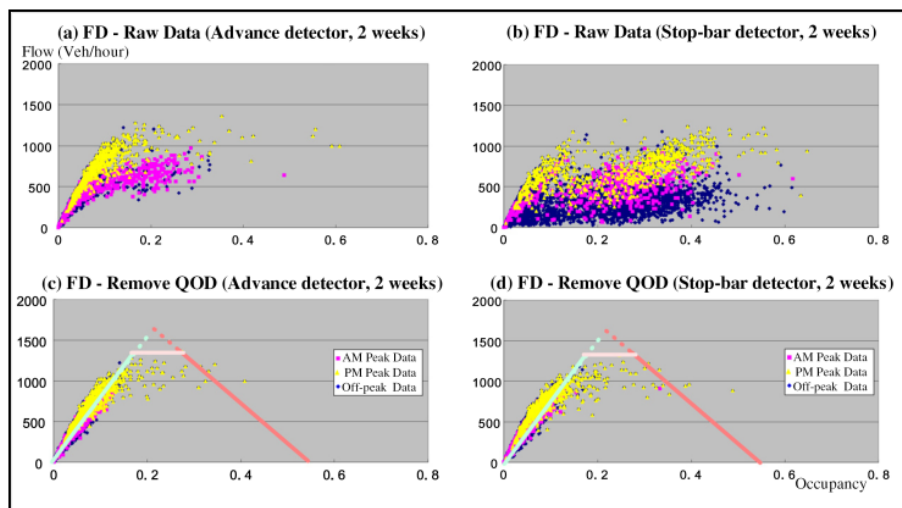 (a) FD - Raw Data (Advance detector, 2 weeks)
Flow (Veh/hour)
2000
1500
1000
500
0
0 0.2 0.4 0.6 0.8
(b) FD - Raw Data (Stop-bar detector, 2 weeks)
2000
1500
1000
500
0
0 0.2 0.4 0.6 0.8
(c) FD - Remove QOD (Advance detector, 2 weeks)
2000
1500
1000
500
0
0 0.2 0.4 0.6 0.8
AM Peak Data
PM Peak Data
Off-peak Data
(d) FD - Remove QOD (Stop-bar detector, 2 weeks)
2000
1500
1000
500
0
0 0.2 0.4 0.6 0.8
AM Peak Data
PM Peak Data
Off-peak Data
Occupancy